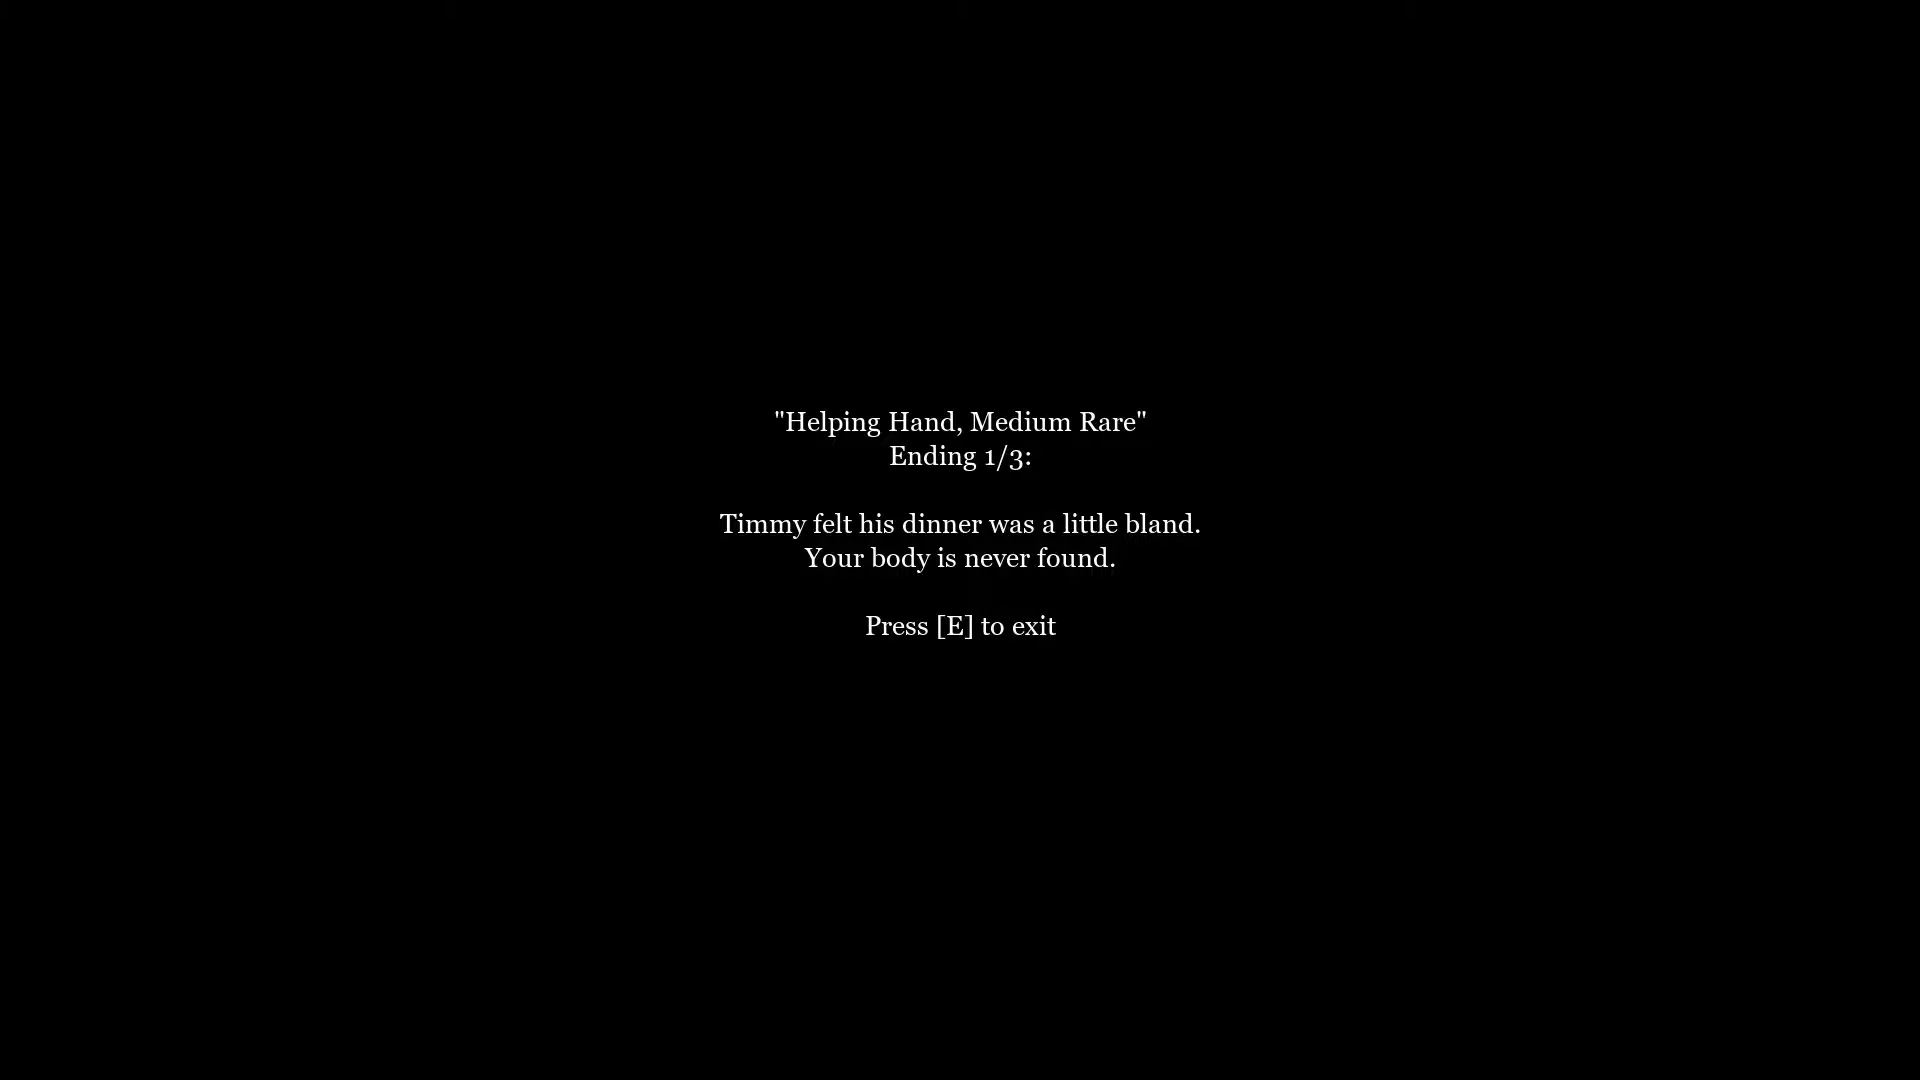 "Helping Hand, Medium Rare"
Ending 1/3:
Timmy felt his dinner was a little bland.
Your body is never found.
Press [E] to exit